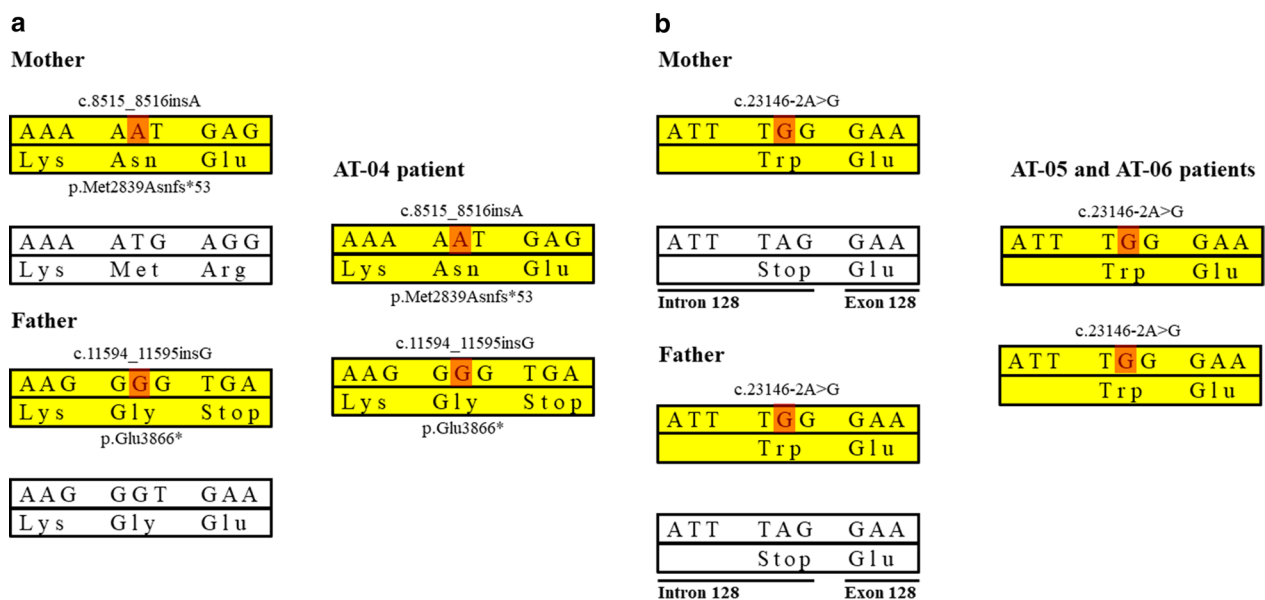 a
Mother
c.8515_8516insA
AAA AAT GAG
Lys Asn Glu
p.Met2839Asnfs*53
AAA ATG AGG
Lys Met Arg
Father
c.11594_11595insG
AAG GGG TGA
Lys Gly Stop
p.Glu3866*
AAG GGT GAA
Lys Gly Glu
AT-04 patient
c.8515_8516insA
AAA AAT GAG
Lys Asn Glu
p.Met2839Asnfs*53
c.11594_11595insG
AAG GGG TGA
Lys Gly Stop
p.Glu3866*
b
Mother
c.23146-2A>G
ATT TGG GAA
Trp Glu
ATT TAG GAA
Stop Glu
Intron 128 Exon 128
Father
c.23146-2A>G
ATT TGG GAA
Trp Glu
ATT TAG GAA
Stop Glu
Intron 128 Exon 128
AT-05 and AT-06 patients
c.23146-2A>G
ATT TGG GAA
Trp Glu
c.23146-2A>G
ATT TGG GAA
Trp Glu